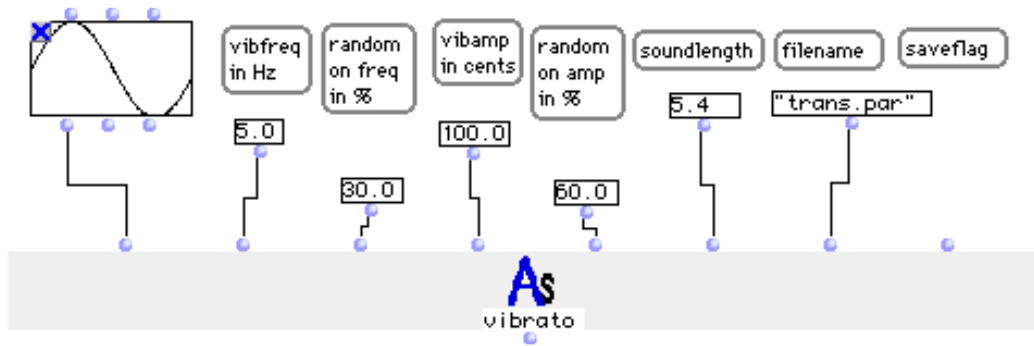 vibfreq
in Hz
random
on freq
in %
vibamp
in cents
random
on amp
in %
soundlength
filename
saveflag
5.0
30.0
100.0
60.0
5.4
"trans.par"
As
vibrato